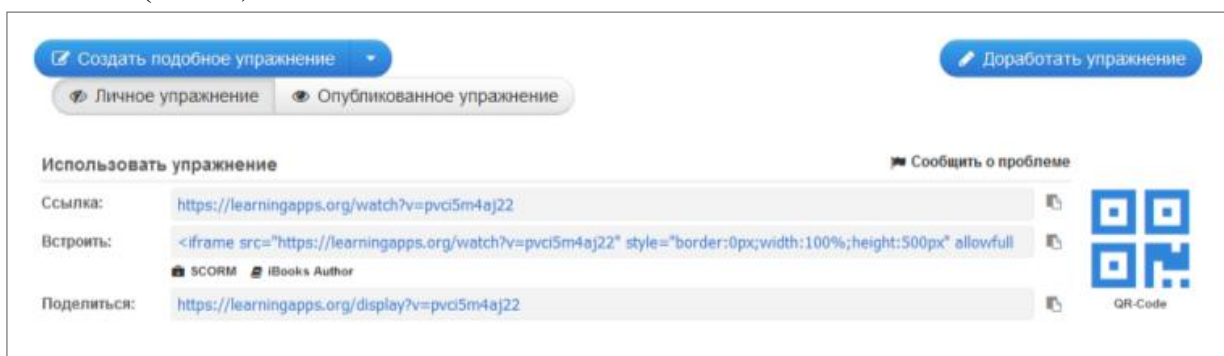 Создать подобное упражнение
Доработать упражнение
Личное упражнение Опубликованное упражнение
Использовать упражнение
Сообщить о проблеме
Ссылка: https://learningapps.org/watch?v=pvci5m4aj22
Встроить: <iframe src="https://learningapps.org/watch?v=pvci5m4aj22" style="border:0px;width:100%;height:500px" allowfull
SCORM iBooks Author
Поделиться: https://learningapps.org/display?v=pvci5m4aj22
QR-Code